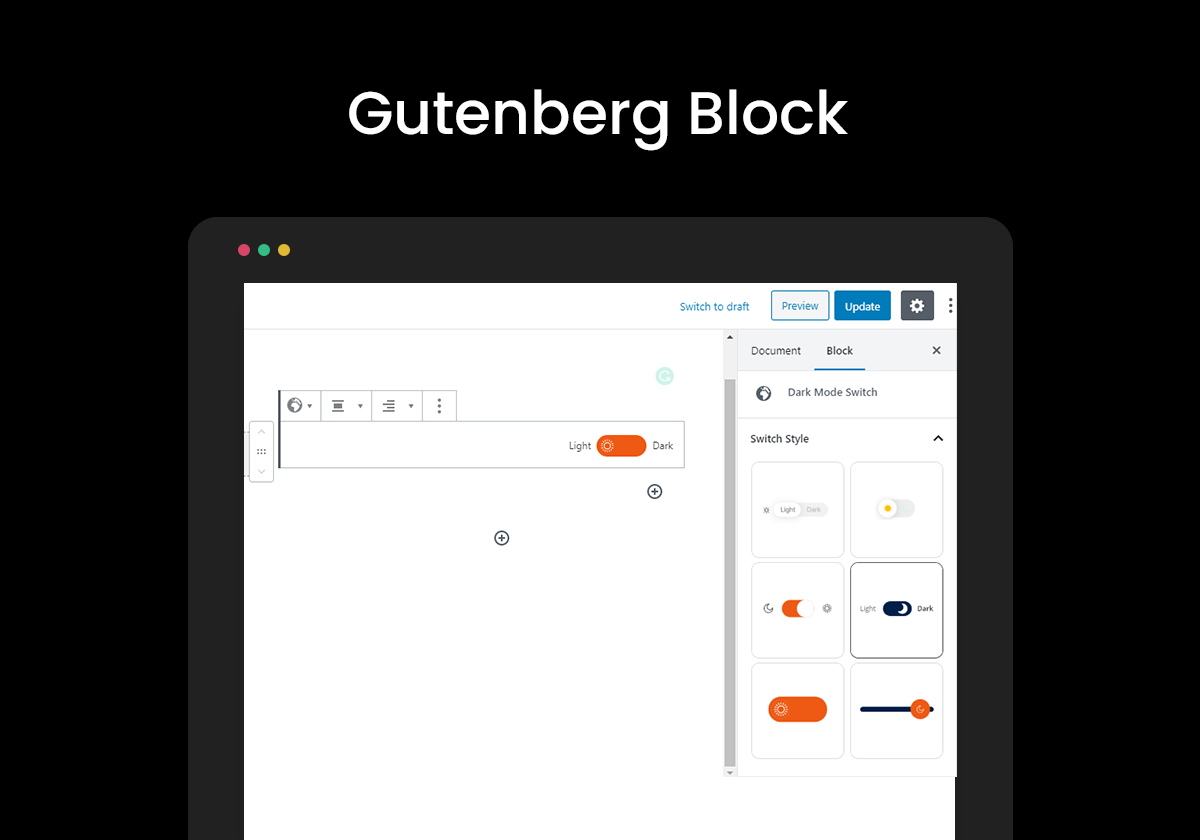 Gutenberg Block
Switch to draft Preview Update
Document Block
Dark Mode Switch
Light Dark
Switch Style
Light Dark
Light Dark